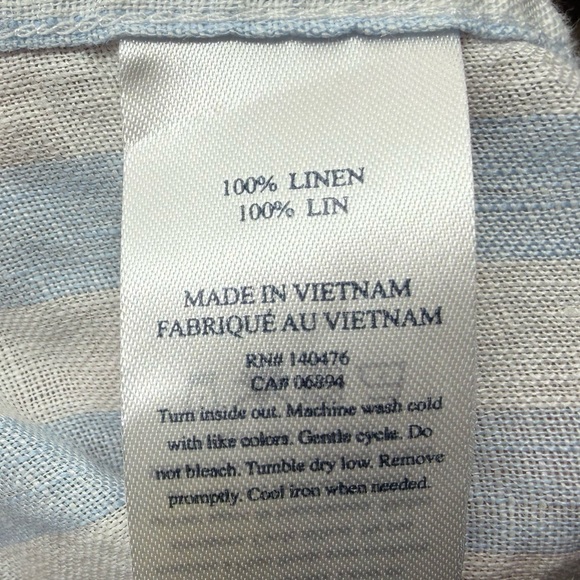 100% LINEN
100% LIN
MADE IN VIETNAM
FABRIQUÉ AU VIETNAM
RN# 140476
CA# 06894
Turn inside out. Machine wash cold
with like colors. Gentle cycle. Do
not bleach. Tumble dry low. Remove
promptly. Cool iron when needed.